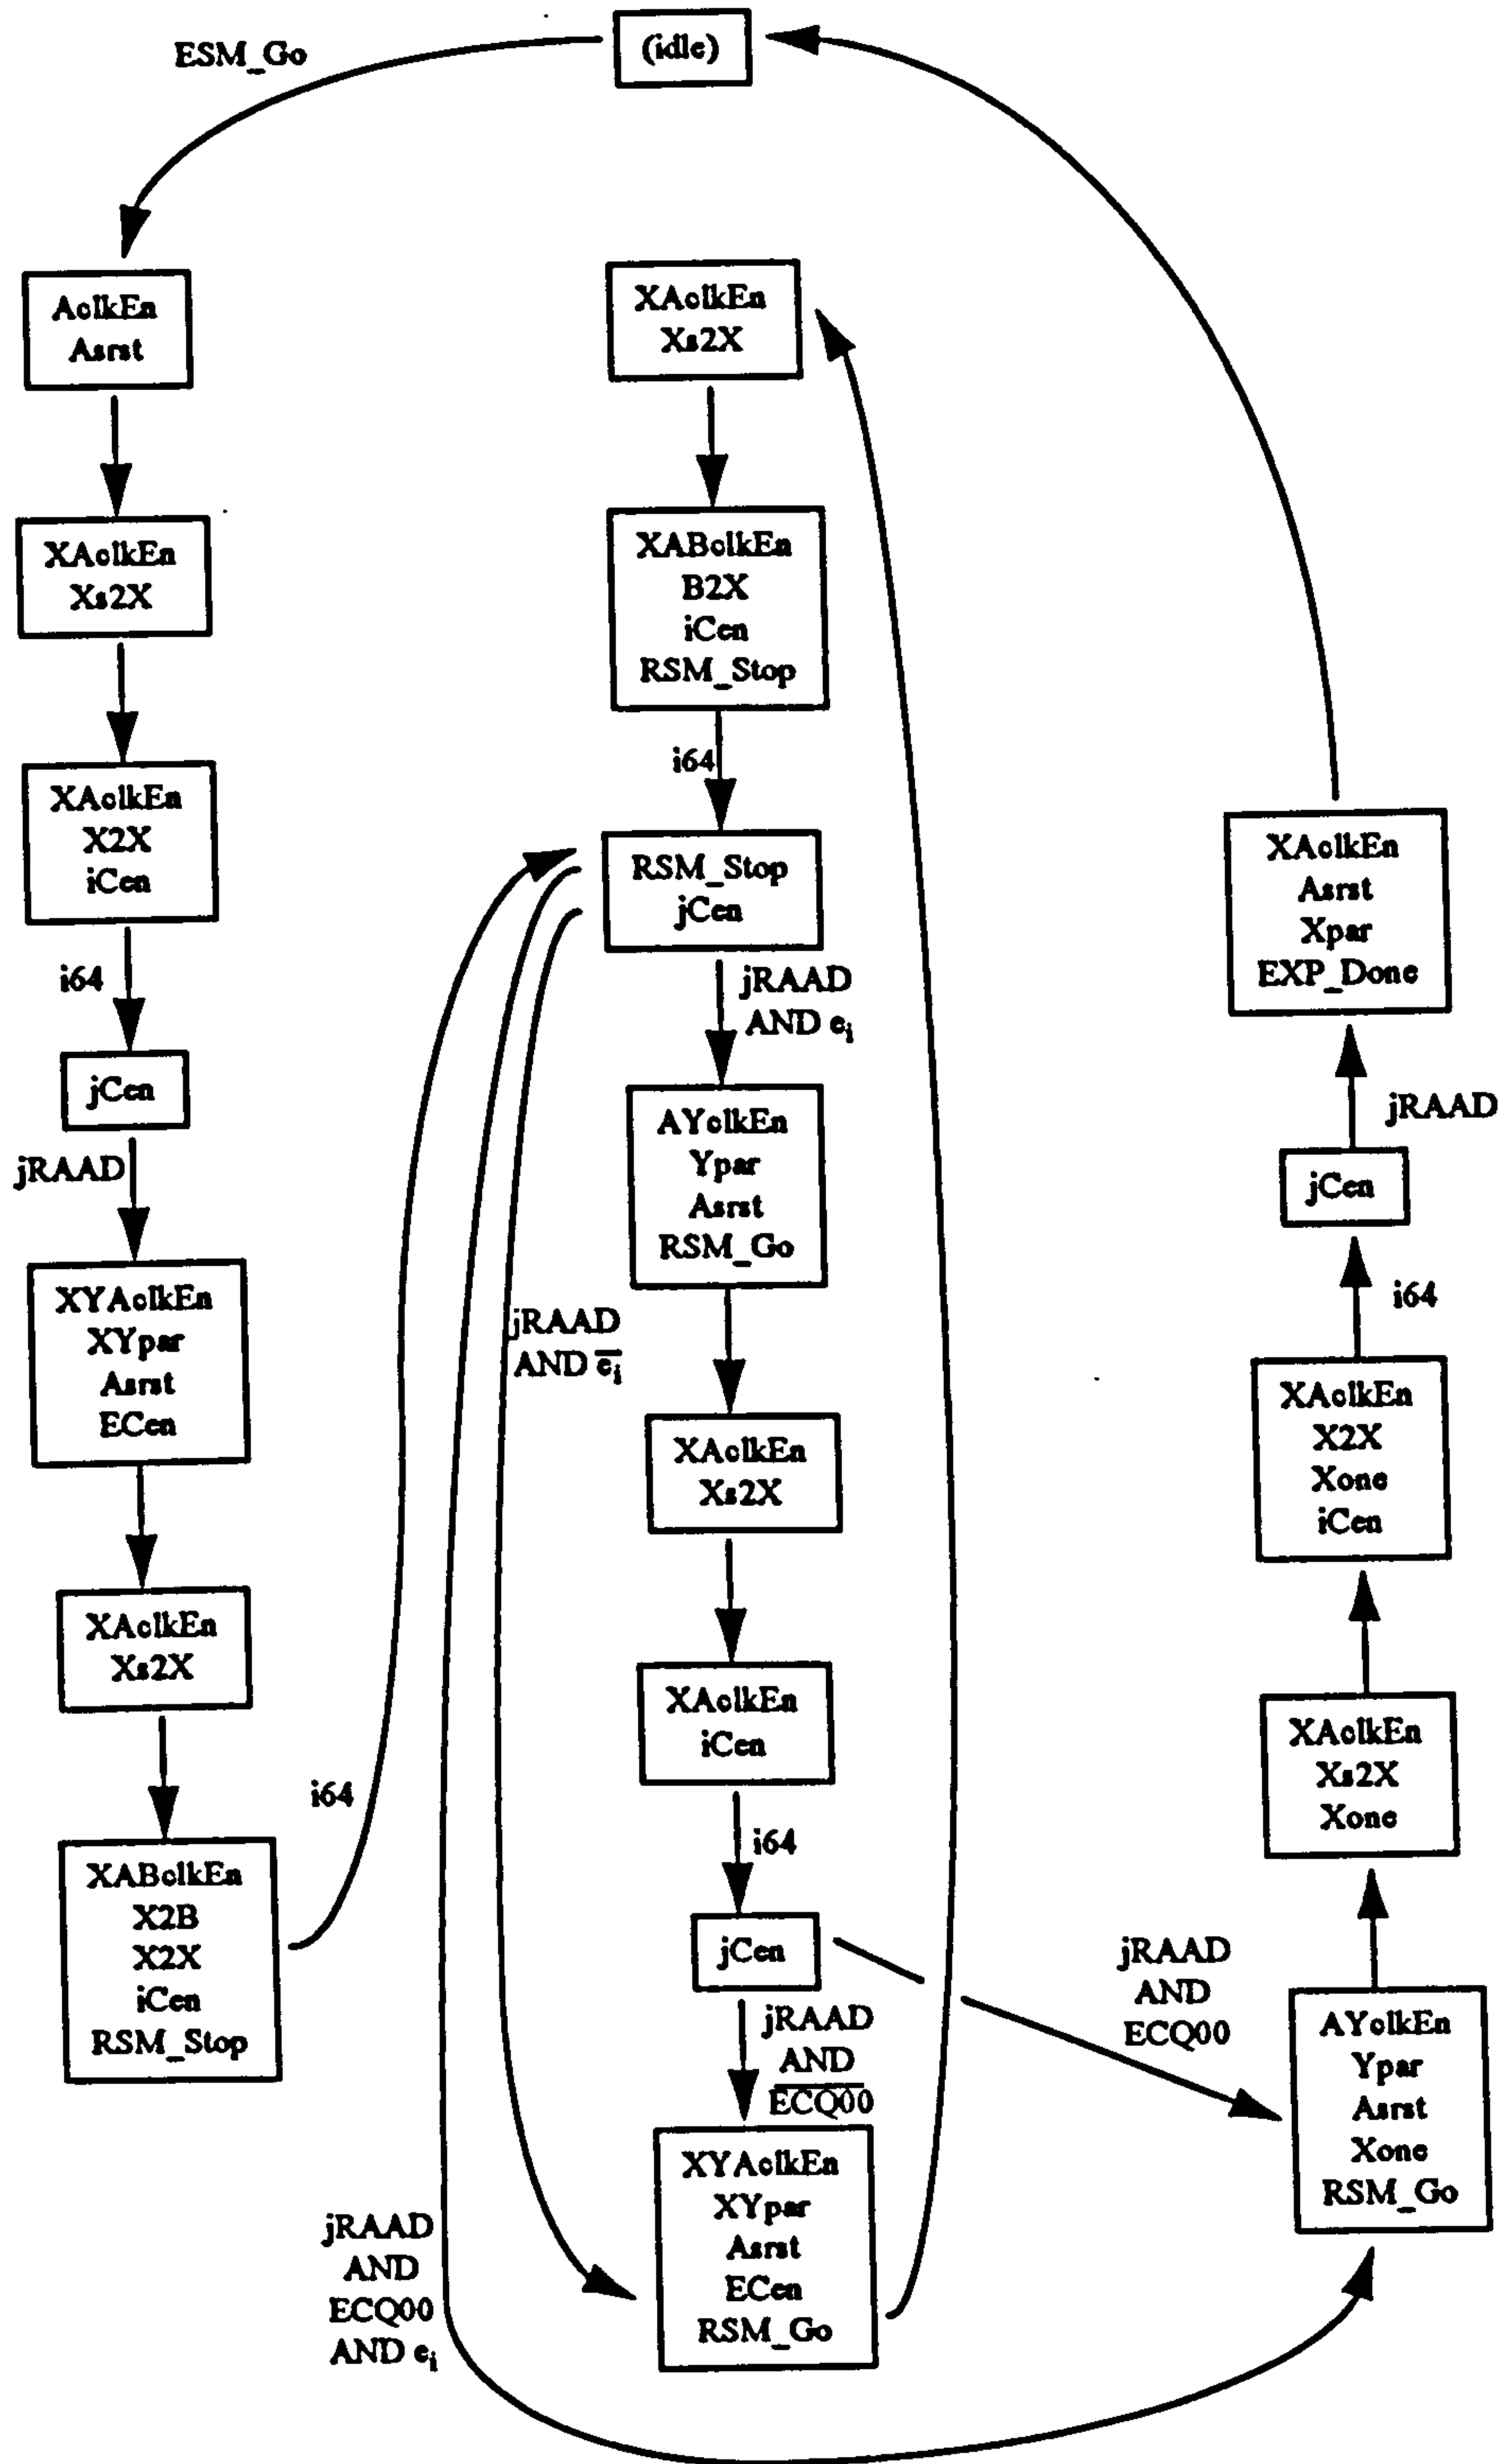 (idle)
ESM_Go
AclkEn
Asrst
XAclkEn
Xs2X
XAclkEn
X2X
iCen
i64
jCen
jRAAD
XYAclkEn
XYpar
Asrst
ECen
XAclkEn
Xs2X
XABclkEn
X2B
X2X
iCen
RSM_Stop
i64
XAclkEn
Xs2X
XABclkEn
B2X
iCen
RSM_Stop
i64
RSM_Stop
jCen
jRAAD
AND eᵢ
AYclkEn
Ypar
Asrst
RSM_Go
jRAAD
AND e̅ᵢ
XAclkEn
Xs2X
XAclkEn
iCen
i64
jCen
jRAAD
AND
E̅C̅Q̅0̅0̅
XYAclkEn
XYpar
Asrst
ECen
RSM_Go
jRAAD
AND
ECQ00
AND eᵢ
jRAAD
AND
ECQ00
XAclkEn
Asrst
Xpar
EXP_Done
jRAAD
jCen
i64
XAclkEn
X2X
Xone
iCen
XAclkEn
Xs2X
Xone
AYclkEn
Ypar
Asrst
Xone
RSM_Go